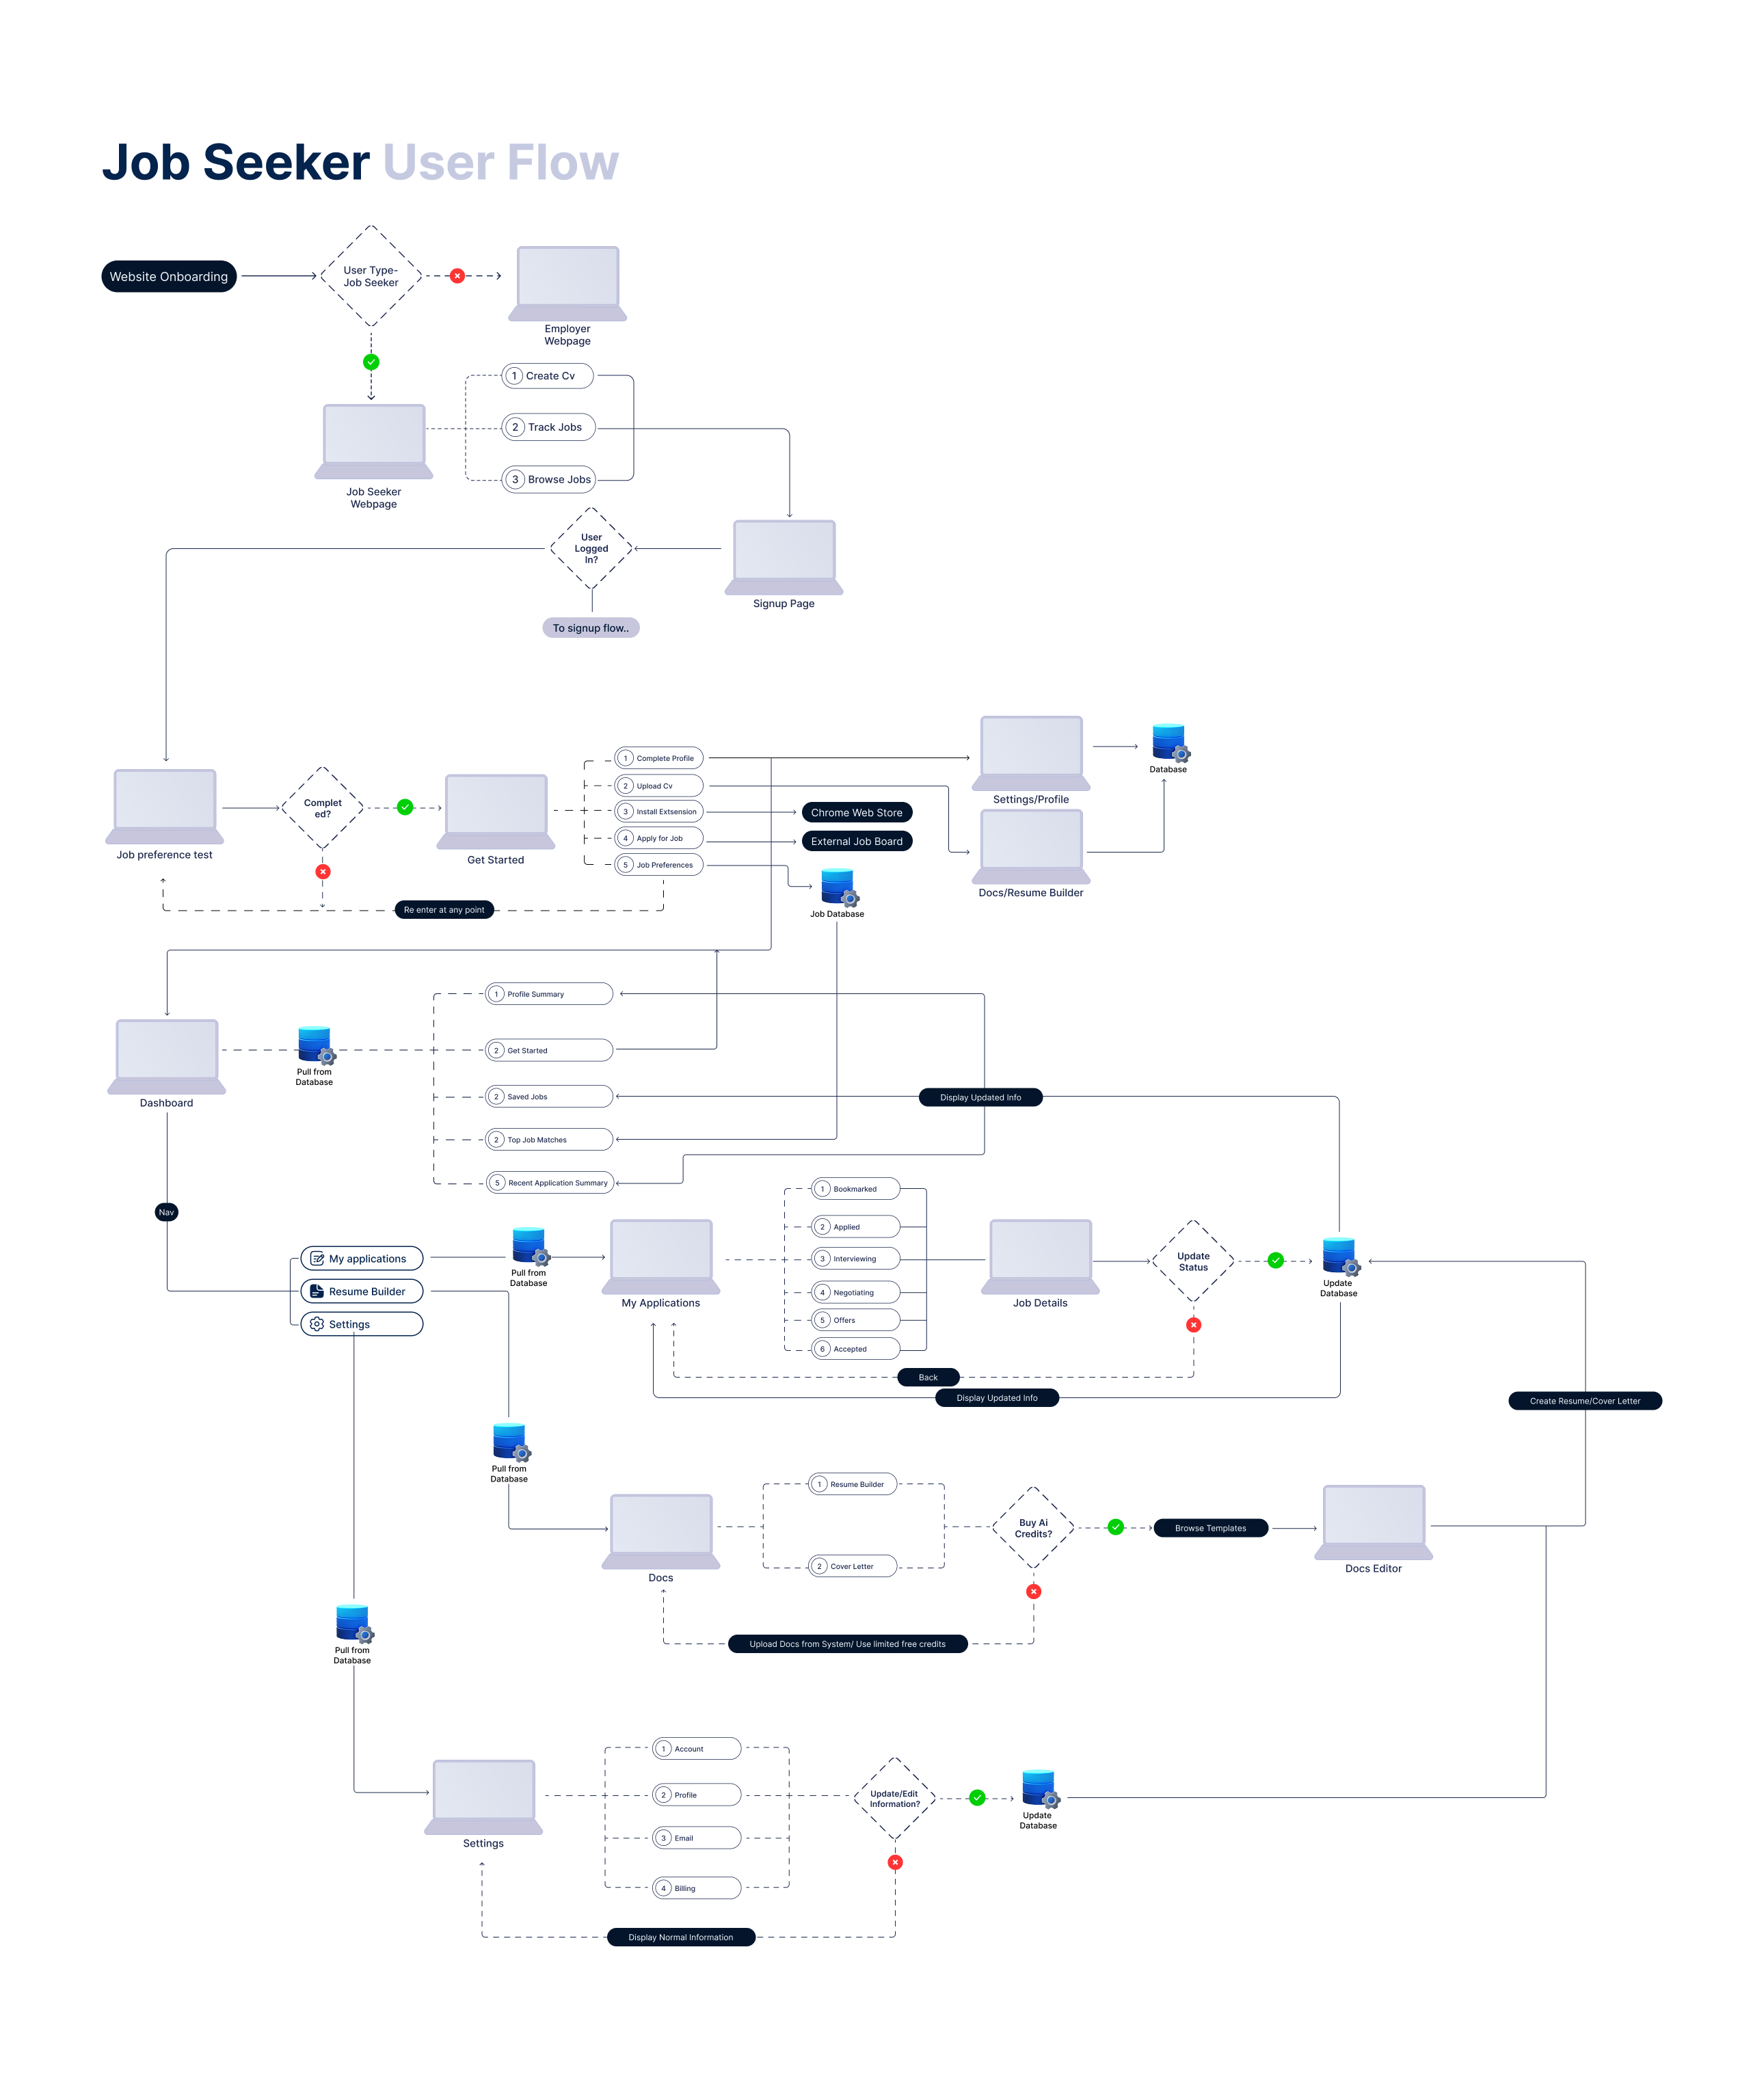 Job Seeker User Flow
Website Onboarding
User Type-
Job Seeker
Employer
Webpage
1 Create Cv
2 Track Jobs
3 Browse Jobs
Job Seeker
Webpage
User
Logged
In?
Signup Page
To signup flow..
Job preference test
Complet
ed?
Get Started
1 Complete Profile
2 Upload Cv
3 Install Extsension
4 Apply for Job
5 Job Preferences
Chrome Web Store
External Job Board
Job Database
Settings/Profile
Database
Docs/Resume Builder
Re enter at any point
Dashboard
Pull from
Database
1 Profile Summary
2 Get Started
2 Saved Jobs
2 Top Job Matches
5 Recent Application Summary
Display Updated Info
Nav
My applications
Resume Builder
Settings
Pull from
Database
My Applications
1 Bookmarked
2 Applied
3 Interviewing
4 Negotiating
5 Offers
6 Accepted
Job Details
Update
Status
Update
Database
Back
Display Updated Info
Create Resume/Cover Letter
Pull from
Database
Docs
1 Resume Builder
2 Cover Letter
Buy Ai
Credits?
Browse Templates
Docs Editor
Upload Docs from System/ Use limited free credits
Pull from
Database
Settings
1 Account
2 Profile
3 Email
4 Billing
Update/Edit
Information?
Update
Database
Display Normal Information